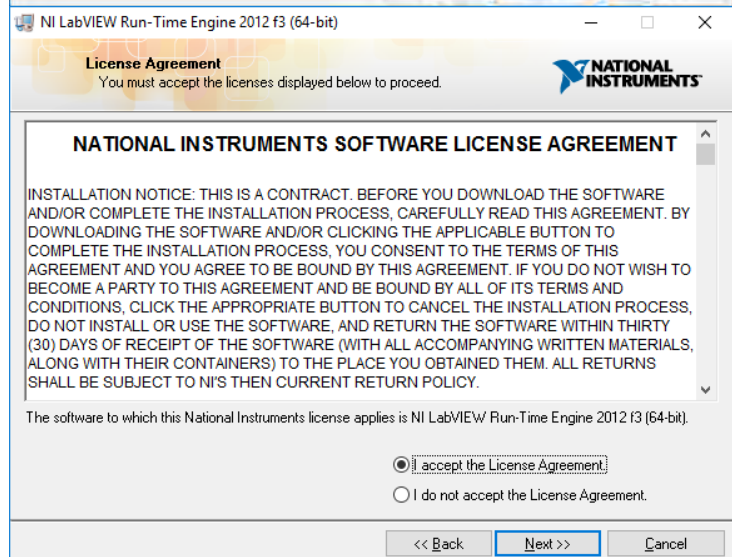 NI LabVIEW Run-Time Engine 2012 f3 (64-bit)
License Agreement
You must accept the licenses displayed below to proceed.
NATIONAL
INSTRUMENTS
NATIONAL INSTRUMENTS SOFTWARE LICENSE AGREEMENT
INSTALLATION NOTICE: THIS IS A CONTRACT. BEFORE YOU DOWNLOAD THE SOFTWARE
AND/OR COMPLETE THE INSTALLATION PROCESS, CAREFULLY READ THIS AGREEMENT. BY
DOWNLOADING THE SOFTWARE AND/OR CLICKING THE APPLICABLE BUTTON TO
COMPLETE THE INSTALLATION PROCESS, YOU CONSENT TO THE TERMS OF THIS
AGREEMENT AND YOU AGREE TO BE BOUND BY THIS AGREEMENT. IF YOU DO NOT WISH TO
BECOME A PARTY TO THIS AGREEMENT AND BE BOUND BY ALL OF ITS TERMS AND
CONDITIONS, CLICK THE APPROPRIATE BUTTON TO CANCEL THE INSTALLATION PROCESS,
DO NOT INSTALL OR USE THE SOFTWARE, AND RETURN THE SOFTWARE WITHIN THIRTY
(30) DAYS OF RECEIPT OF THE SOFTWARE (WITH ALL ACCOMPANYING WRITTEN MATERIALS,
ALONG WITH THEIR CONTAINERS) TO THE PLACE YOU OBTAINED THEM. ALL RETURNS
SHALL BE SUBJECT TO NI'S THEN CURRENT RETURN POLICY.
The software to which this National Instruments license applies is NI LabVIEW Run-Time Engine 2012 f3 (64-bit).
I accept the License Agreement.
I do not accept the License Agreement.
<< Back
Next >>
Cancel